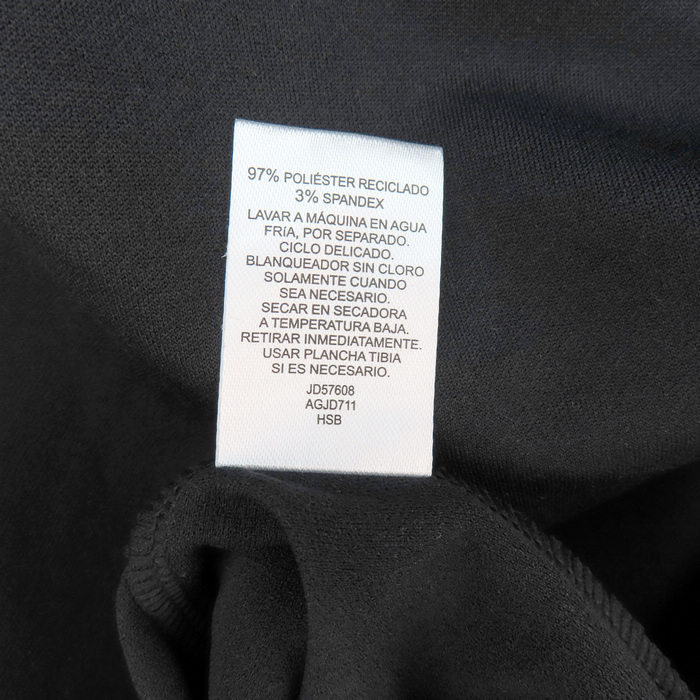 97% POLIÉSTER RECICLADO
3% SPANDEX
LAVAR A MÁQUINA EN AGUA
FRÍA, POR SEPARADO.
CICLO DELICADO.
BLANQUEADOR SIN CLORO
SOLAMENTE CUANDO
SEA NECESARIO.
SECAR EN SECADORA
A TEMPERATURA BAJA.
RETIRAR INMEDIATAMENTE.
USAR PLANCHA TIBIA
SI ES NECESARIO.
JD57608
AGJD711
HSB